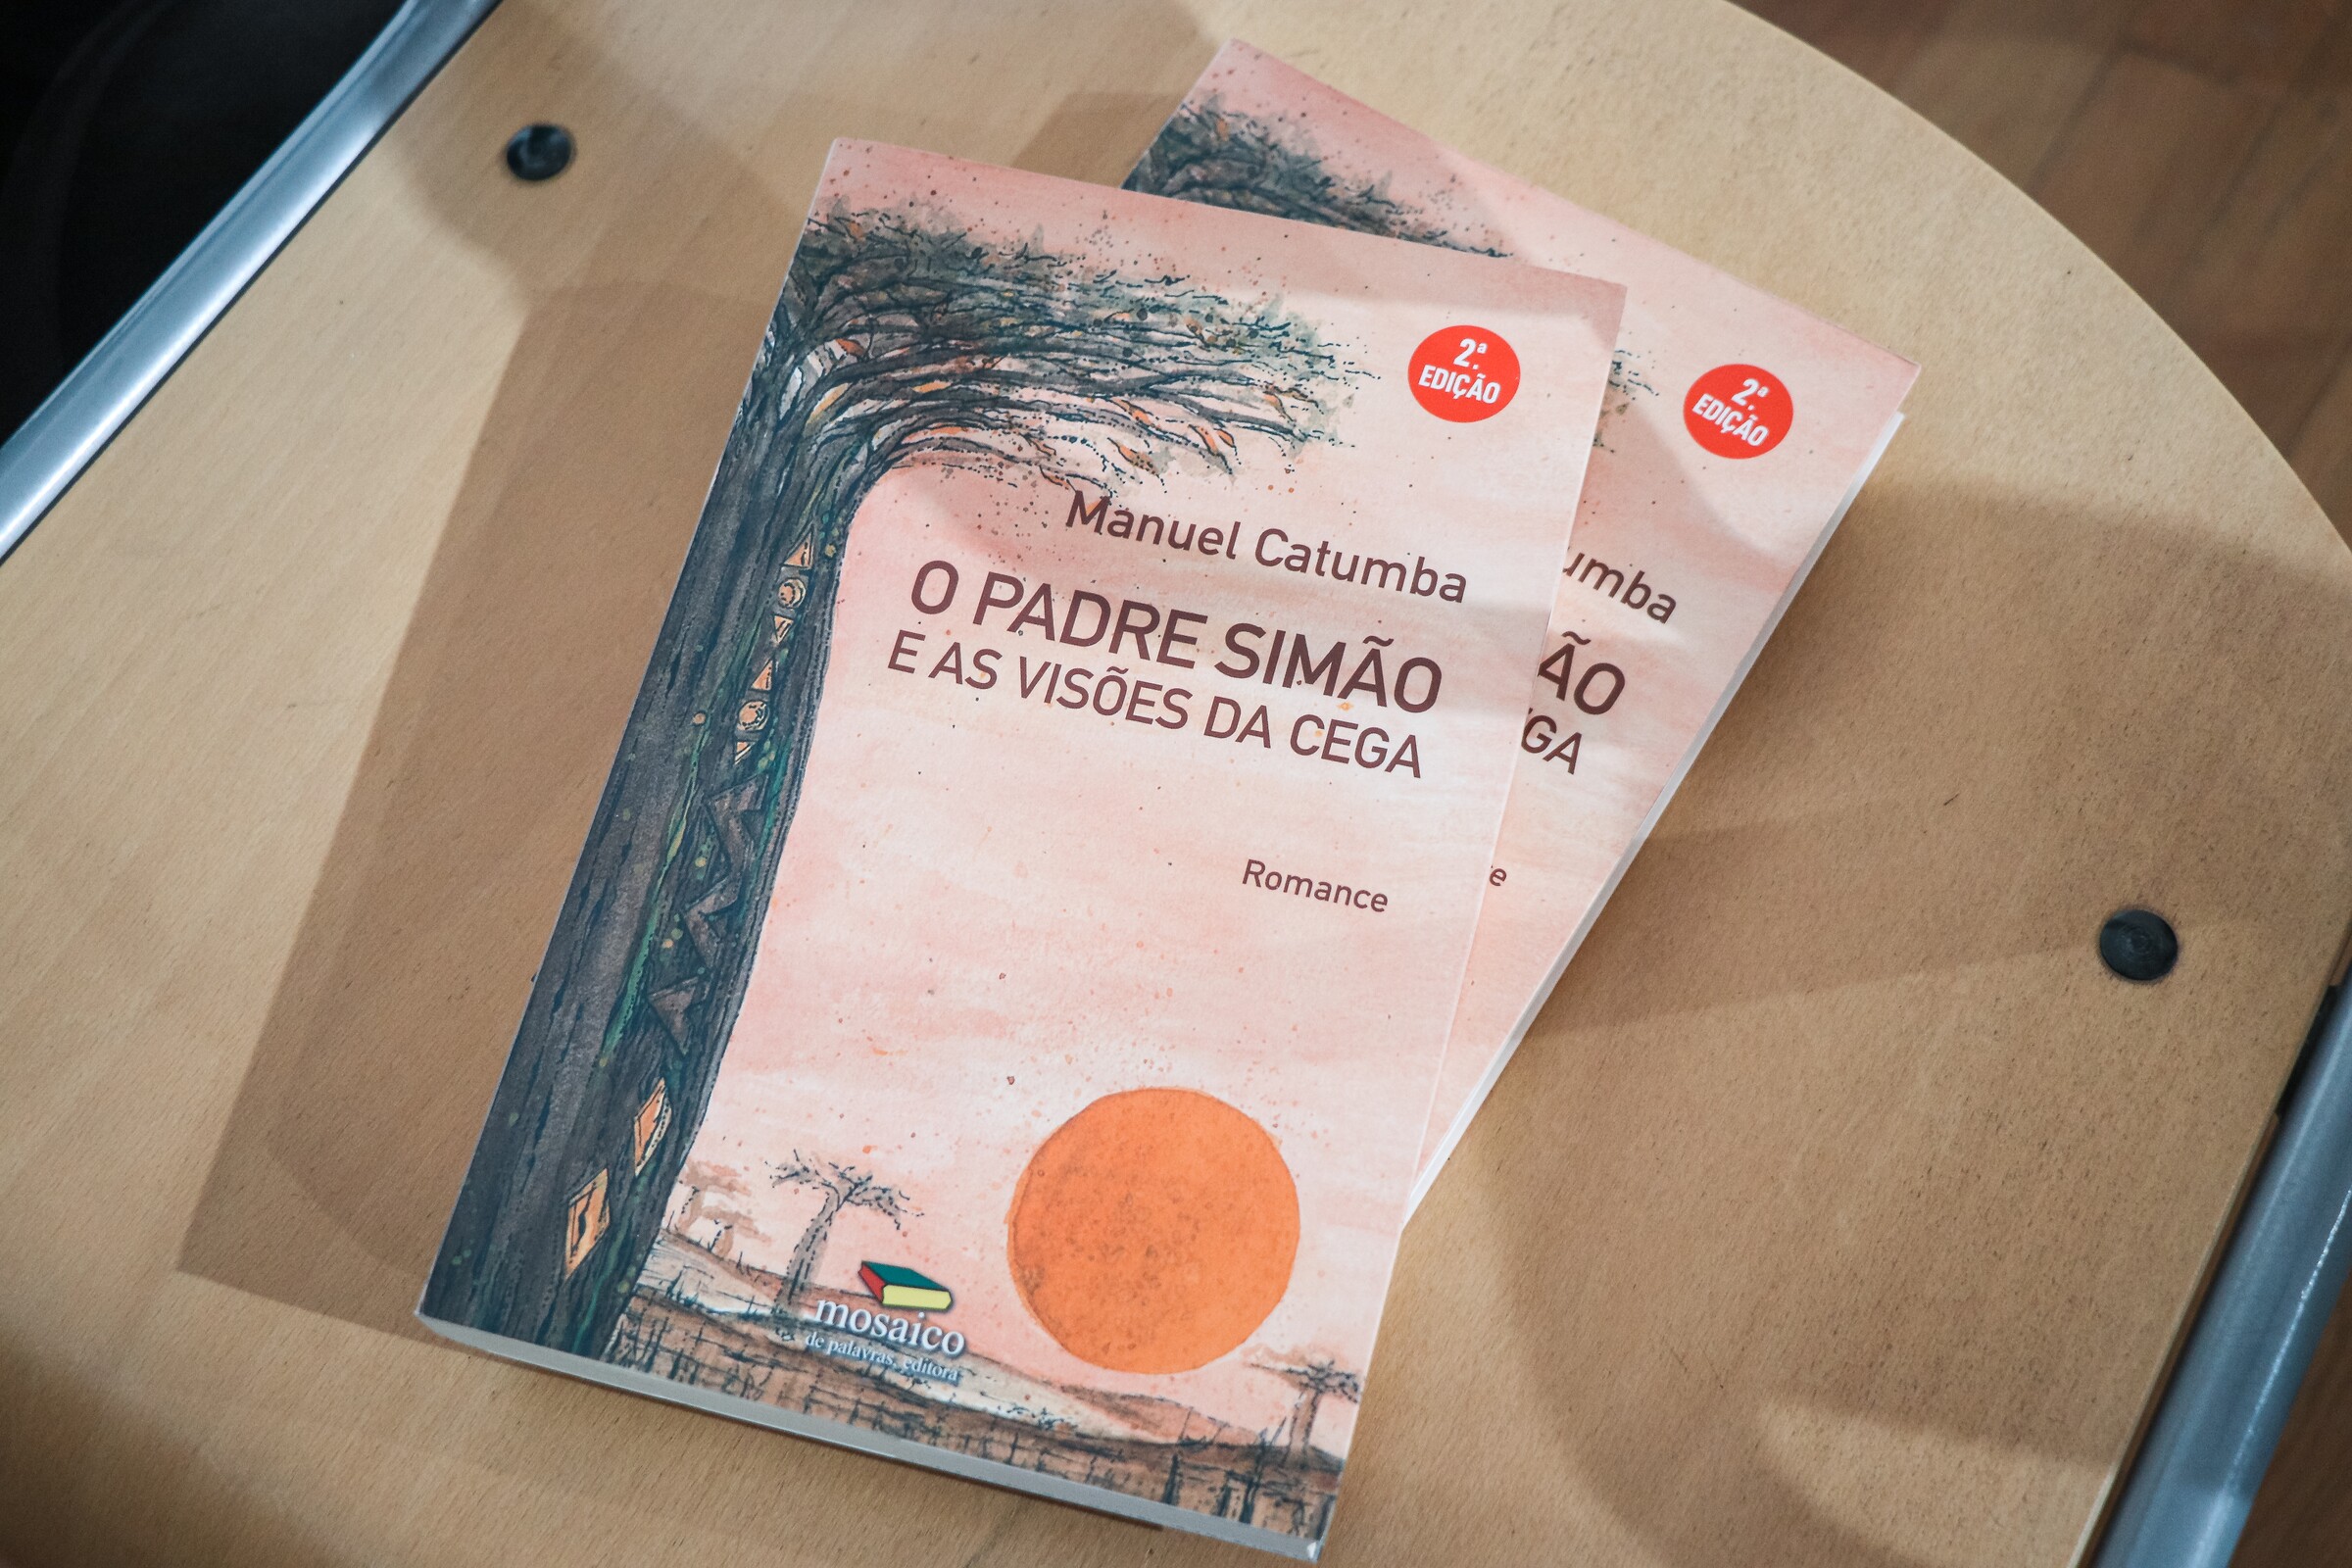 2.ª
EDIÇÃO
Manuel Catumba
O PADRE SIMÃO
E AS VISÕES DA CEGA
Romance
mosaico
de palavras, editora
2.ª
EDIÇÃO
umba
ÃO
GA
e